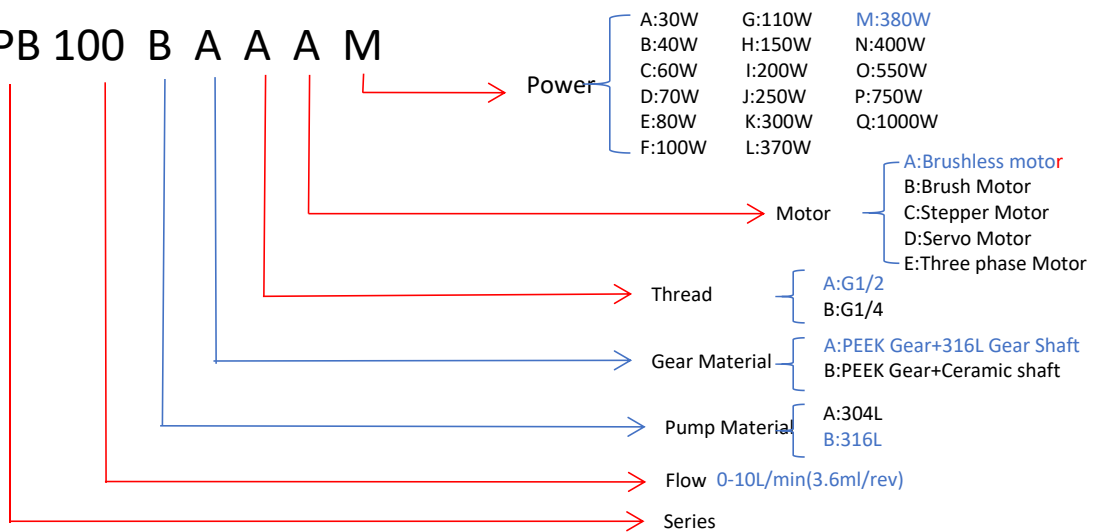 PB 100 B A A A M
Power
A:30W G:110W M:380W
B:40W H:150W N:400W
C:60W I:200W O:550W
D:70W J:250W P:750W
E:80W K:300W Q:1000W
F:100W L:370W
Motor
A:Brushless motor
B:Brush Motor
C:Stepper Motor
D:Servo Motor
E:Three phase Motor
Thread
A:G1/2
B:G1/4
Gear Material
A:PEEK Gear+316L Gear Shaft
B:PEEK Gear+Ceramic shaft
Pump Material
A:304L
B:316L
Flow 0-10L/min(3.6ml/rev)
Series